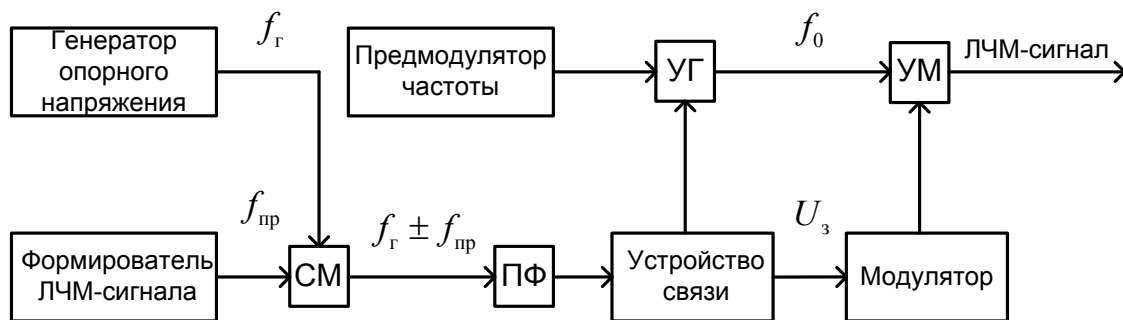 Генератор
опорного
напряжения
f_г
Предмодулятор
частоты
УГ
f_0
УМ
ЛЧМ-сигнал
Формирователь
ЛЧМ-сигнала
f_пр
СМ
f_г ± f_пр
ПФ
Устройство
связи
U_з
Модулятор